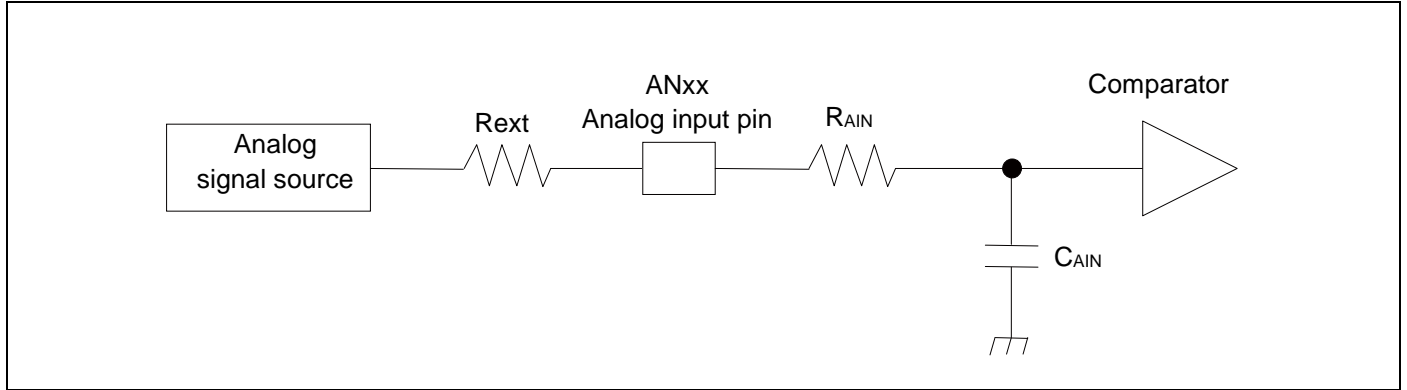 Analog
signal source
Rext
ANxx
Analog input pin
RAIN
Comparator
CAIN